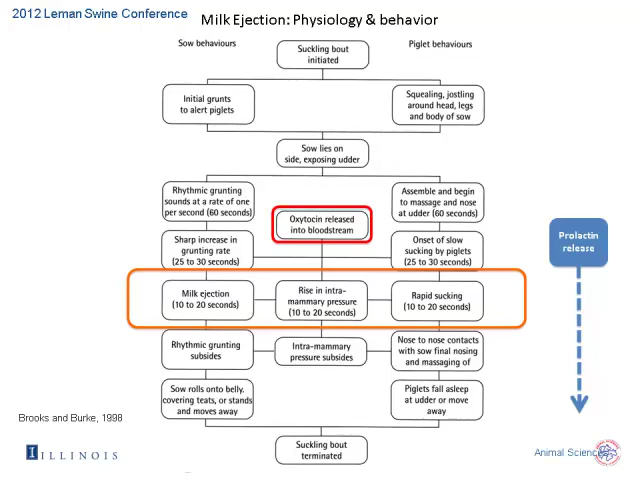 2012 Leman Swine Conference
Milk Ejection: Physiology & behavior
Sow behaviours
Piglet behaviours
Suckling bout
initiated
Initial grunts
to alert piglets
Squealing, jostling
around head, legs
and body of sow
Sow lies on
side, exposing udder
Rhythmic grunting
sounds at a rate of one
per second (60 seconds)
Oxytocin released
into bloodstream
Assemble and begin
to massage and nose
at udder (60 seconds)
Sharp increase in
grunting rate
(25 to 30 seconds)
Onset of slow
sucking by piglets
(25 to 30 seconds)
Prolactin
release
Milk ejection
(10 to 20 seconds)
Rise in intra-
mammary pressure
(10 to 20 seconds)
Rapid sucking
(10 to 20 seconds)
Rhythmic grunting
subsides
Intra-mammary
pressure subsides
Nose to nose contacts
with sow final nosing
and massaging of
Sow rolls onto belly,
covering teats, or
stands and moves away
Piglets fall asleep
at udder or move
away
Suckling bout
terminated
Brooks and Burke, 1998
ILLINOIS
Animal Sciences